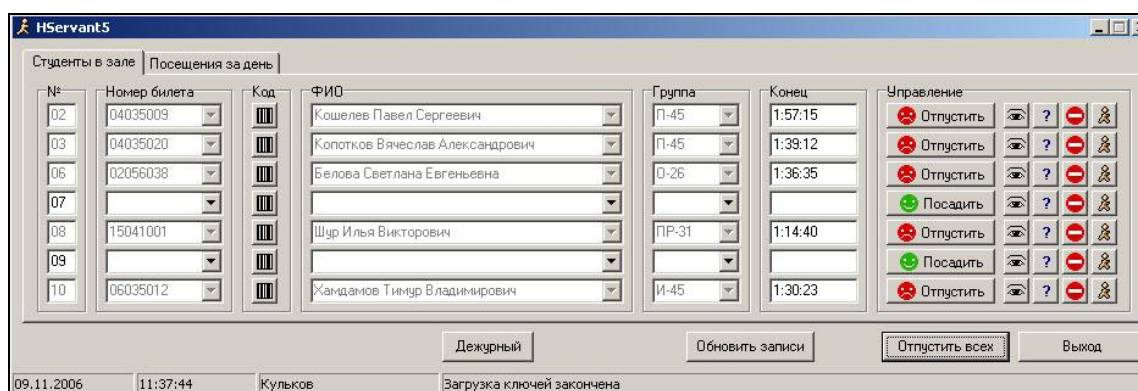 HServant5
Студенты в зале Посещения за день
№ Номер билета Код ФИО Группа Конец Управление
02 04035009 Кошелев Павел Сергеевич П-45 1:57:15 Отпустить ?
03 04035020 Копотков Вячеслав Александрович П-45 1:39:12 Отпустить ?
06 02056038 Белова Светлана Евгеньевна О-26 1:36:35 Отпустить ?
07 Посадить ?
08 15041001 Шур Илья Викторович ПР-31 1:14:40 Отпустить ?
09 Посадить ?
10 06035012 Хамдамов Тимур Владимирович И-45 1:30:23 Отпустить ?
Дежурный Обновить записи Отпустить всех Выход
09.11.2006 11:37:44 Кульков Загрузка ключей закончена